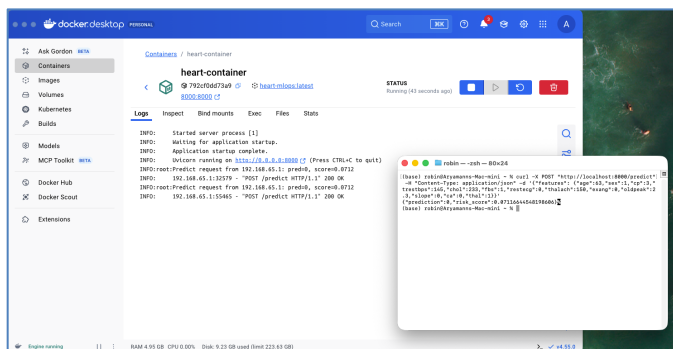 docker.desktop PERSONAL
Search
⌘K
A
Ask Gordon BETA
Containers
Images
Volumes
Kubernetes
Builds
Models
MCP Toolkit BETA
Docker Hub
Docker Scout
Extensions
Containers / heart-container
heart-container
792cf0dd73a9
heart-mlops:latest
8000:8000
STATUS
Running (43 seconds ago)
Logs Inspect Bind mounts Exec Files Stats
INFO: Started server process [1]
INFO: Waiting for application startup.
INFO: Application startup complete.
INFO: Uvicorn running on http://0.0.0.0:8000 (Press CTRL+C to quit)
INFO:root:Predict request from 192.168.65.1: pred=0, score=0.0712
INFO: 192.168.65.1:32579 - "POST /predict HTTP/1.1" 200 OK
INFO:root:Predict request from 192.168.65.1: pred=0, score=0.0712
INFO: 192.168.65.1:55465 - "POST /predict HTTP/1.1" 200 OK
robin — -zsh — 80×24
(base) robin@Aryamanns-Mac-mini ~ % curl -X POST "http://localhost:8000/predict"
-H "Content-Type: application/json" -d '{"features": {"age":63,"sex":1,"cp":3,"
trestbps":145,"chol":233,"fbs":1,"restecg":0,"thalach":150,"exang":0,"oldpeak":2
.3,"slope":0,"ca":0,"thal":1}}'
{"prediction":0,"risk_score":0.07116644548198606}%
(base) robin@Aryamanns-Mac-mini ~ %
Engine running
RAM 4.95 GB CPU 0.00% Disk: 9.23 GB used (limit 223.63 GB)
v4.55.0